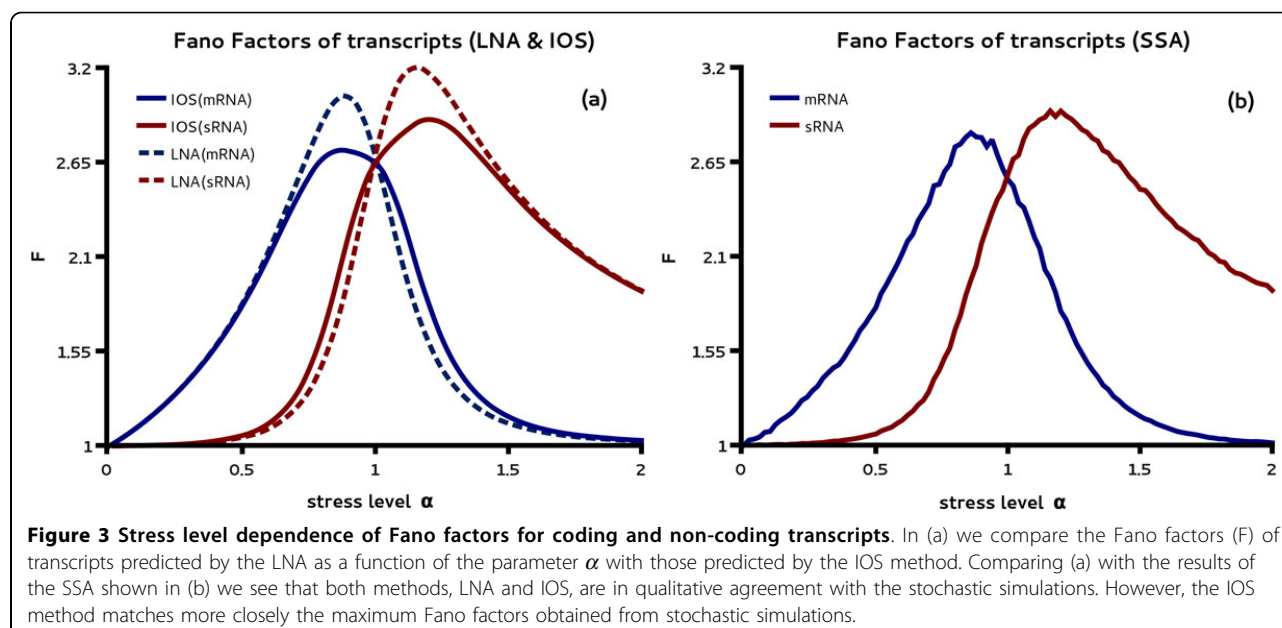 Fano Factors of transcripts (LNA & IOS)
3.2
2.65
2.1
1.55
1
F
IOS(mRNA)
IOS(sRNA)
LNA(mRNA)
LNA(sRNA)
(a)
0
0.5
1
1.5
2
stress level α
Fano Factors of transcripts (SSA)
3.2
2.65
2.1
1.55
1
F
mRNA
sRNA
(b)
0
0.5
1
1.5
2
stress level α
Figure 3 Stress level dependence of Fano factors for coding and non-coding transcripts. In (a) we compare the Fano factors (F) of
transcripts predicted by the LNA as a function of the parameter α with those predicted by the IOS method. Comparing (a) with the results of
the SSA shown in (b) we see that both methods, LNA and IOS, are in qualitative agreement with the stochastic simulations. However, the IOS
method matches more closely the maximum Fano factors obtained from stochastic simulations.